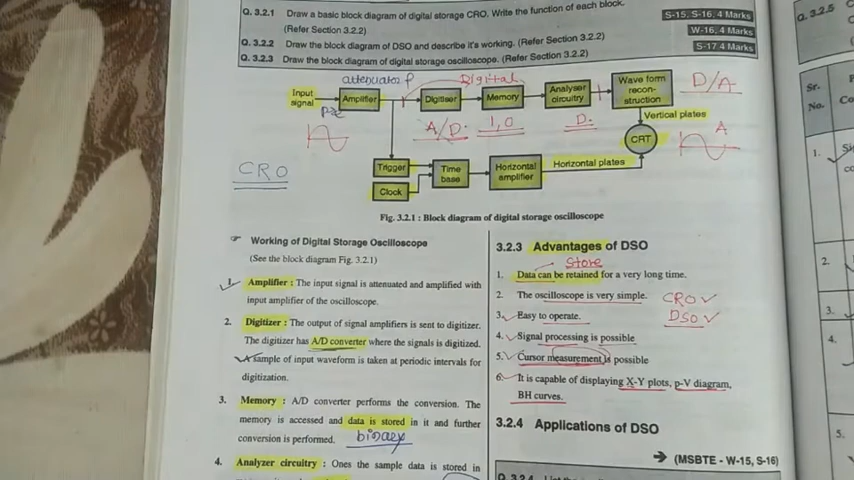 Q. 3.2.1 Draw a basic block diagram of digital storage CRO. Write the function of each block.
(Refer Section 3.2.2)
S-15, S-16, 4 Marks
Q. 3.2.2 Draw the block diagram of DSO and describe it's working. (Refer Section 3.2.2)
W-16, 4 Marks
Q. 3.2.3 Draw the block diagram of digital storage oscilloscope. (Refer Section 3.2.2)
S-17, 4 Marks
Q. 3.2.5
attenuator
Digital
Input signal
Amplifier
Digitiser
Memory
Analyser circuitry
Wave form recon-struction
D/A
A/D.
1,0
D.
Vertical plates
CRT
A
CRO
Trigger
Clock
Time base
Horizontal amplifier
Horizontal plates
Fig. 3.2.1 : Block diagram of digital storage oscilloscope
Working of Digital Storage Oscilloscope
(See the block diagram Fig. 3.2.1)
1. Amplifier : The input signal is attenuated and amplified with
input amplifier of the oscilloscope.
2. Digitizer : The output of signal amplifiers is sent to digitizer.
The digitizer has A/D converter where the signals is digitized.
A sample of input waveform is taken at periodic intervals for
digitization.
3. Memory : A/D converter performs the conversion. The
memory is accessed and data is stored in it and further
conversion is performed. binary
4. Analyzer circuitry : Ones the sample data is stored in
3.2.3 Advantages of DSO
Store
1. Data can be retained for a very long time.
2. The oscilloscope is very simple. CRO
3. Easy to operate. DSO
4. Signal processing is possible
5. Cursor measurement is possible
6. It is capable of displaying X-Y plots, p-V diagram,
BH curves.
3.2.4 Applications of DSO
(MSBTE - W-15, S-16)
Sr.
No.
1.
2.
3.
4.
5.